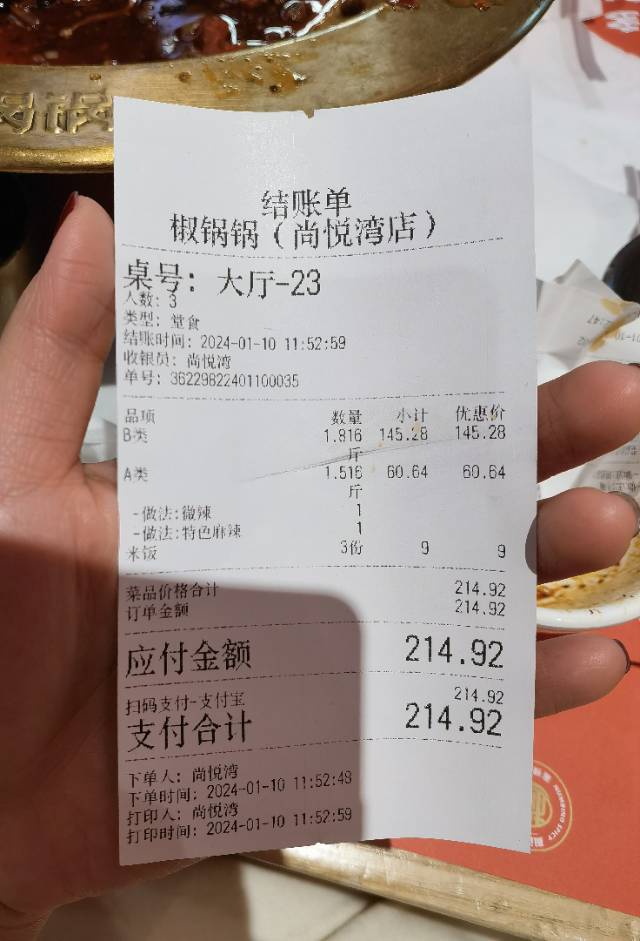 结账单
椒锅锅（尚悦湾店）
桌号：大厅-23
人数：3
类型：堂食
结账时间：2024-01-10 11:52:59
收银员：尚悦湾
单号：36229822401100035
品项 数量 小计 优惠价
B类 1.816 145.28 145.28
斤
A类 1.516 60.64 60.64
斤
-做法:微辣 1
-做法:特色麻辣 1
米饭 3份 9 9
菜品价格合计 214.92
订单金额 214.92
应付金额 214.92
扫码支付-支付宝 214.92
支付合计 214.92
下单人：尚悦湾
下单时间：2024-01-10 11:52:48
打印人：尚悦湾
打印时间：2024-01-10 11:52:59